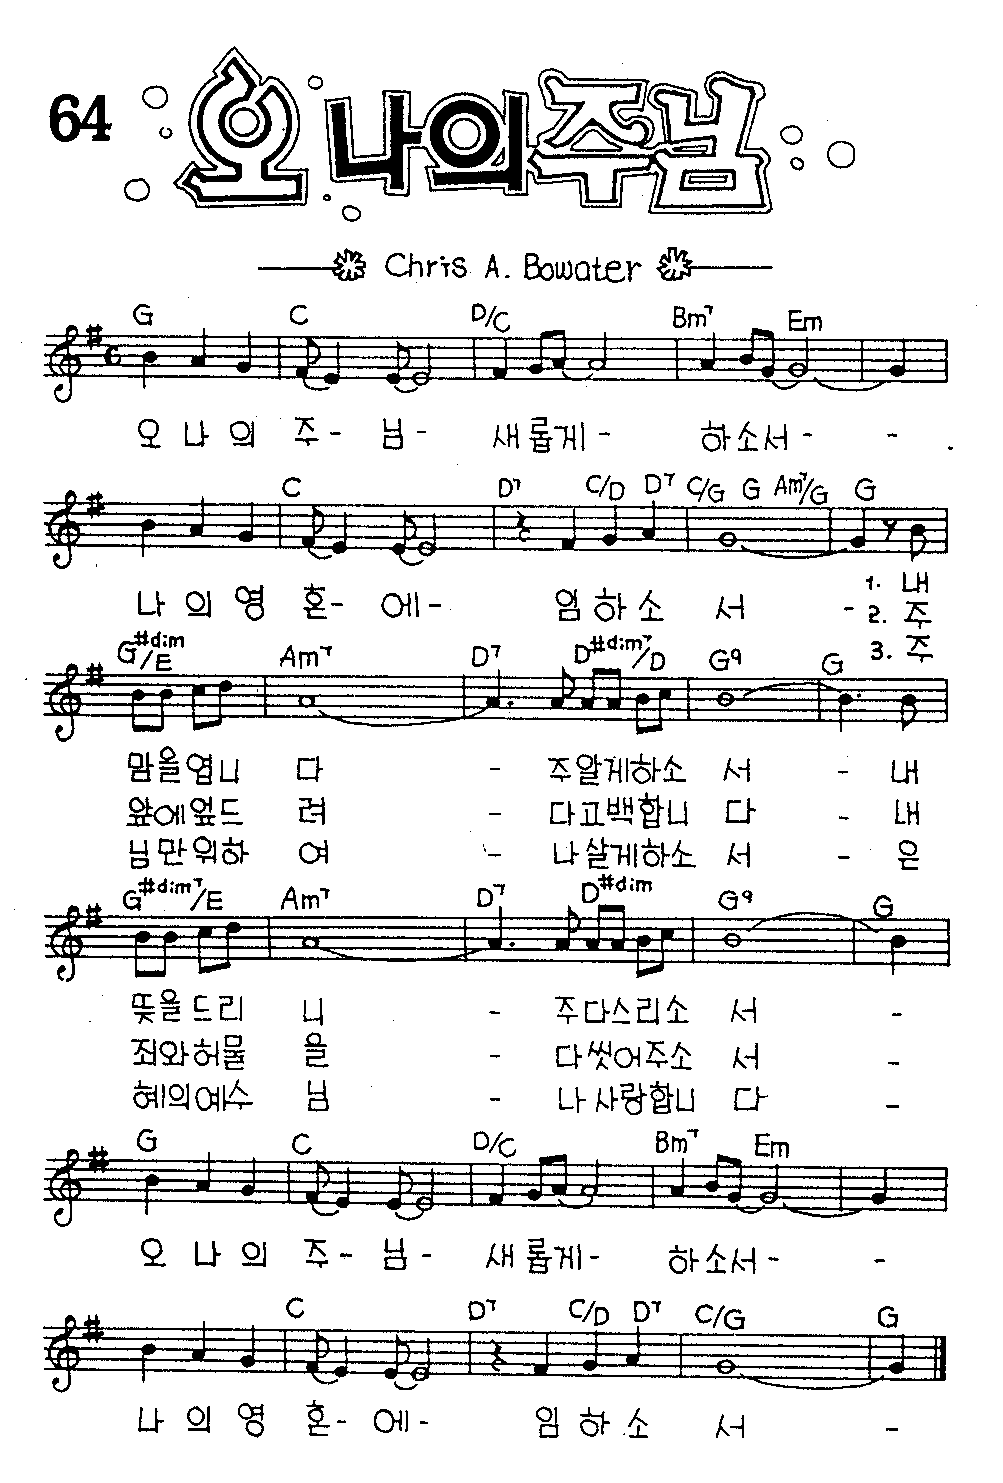 64 오 나의 주님
Chris A. Bowater
G C D/C Bm7 Em
오 나 의 주- 님- 새롭게- 하소서- -
C D7 C/D D7 C/G G Am7/G G
나 의 영 혼- 에- 임 하 소 서 -
1. 내
2. 주
3. 주
G#dim/E Am7 D7 D#dim7/D G9 G
맘을엽니 다 - 주알게하소 서 - 내
앞에엎드 려 - 다고백합니 다 - 내
님만위하 여 - 나살게하소 서 - 은
G#dim7/E Am7 D7 D#dim G9 G
뜻을드리 니 - 주다스리소 서 -
죄와허물 을 - 다씻어주소 서 -
혜의예수 님 - 나사랑합니 다 -
G C D/C Bm7 Em
오 나 의 주- 님- 새롭게- 하소서- -
C D7 C/D D7 C/G G
나 의 영 혼- 에- 임 하 소 서 -